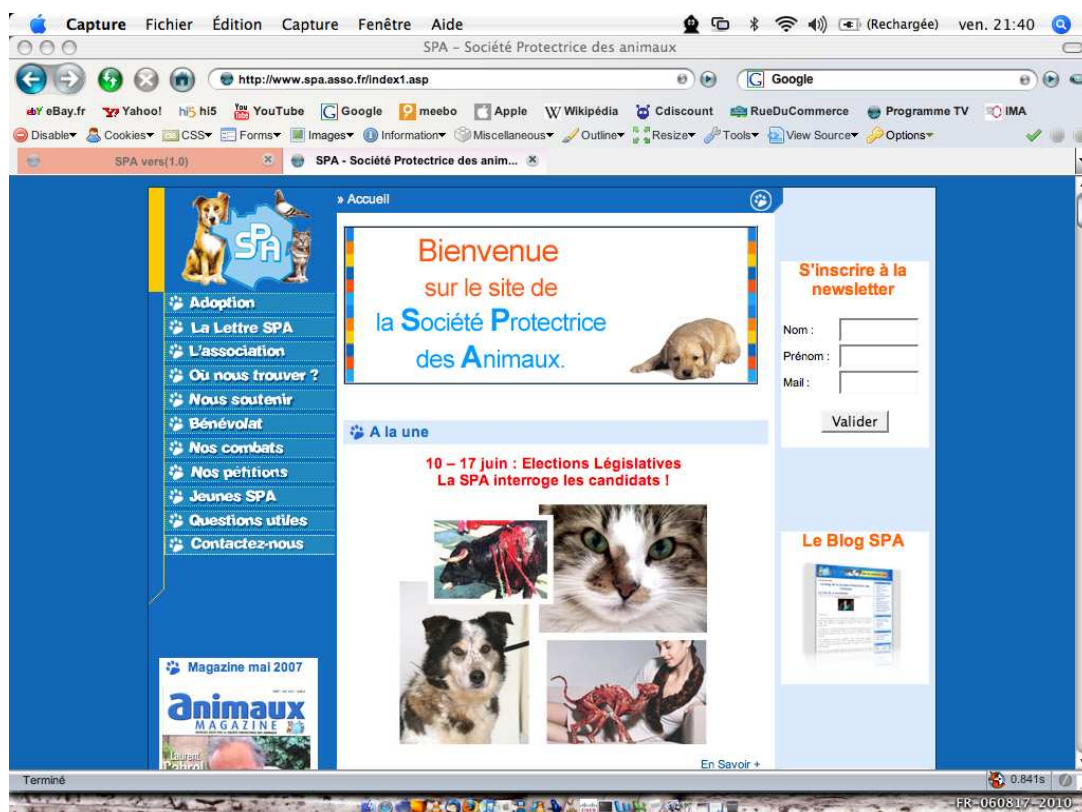 Capture Fichier Édition Capture Fenêtre Aide (Rechargée) ven. 21:40
SPA – Société Protectrice des animaux
http://www.spa.asso.fr/index1.asp Google
eBay.fr Yahoo! hi5 YouTube Google meebo Apple Wikipédia Cdiscount RueDuCommerce Programme TV IMA
Disable Cookies CSS Forms Images Information Miscellaneous Outline Resize Tools View Source Options
SPA vers(1.0) SPA - Société Protectrice des anim...
SPA
» Accueil
Bienvenue
sur le site de
la Société Protectrice
des Animaux.
Adoption
La Lettre SPA
L'association
Où nous trouver ?
Nous soutenir
Bénévolat
Nos combats
Nos pétitions
Jeunes SPA
Questions utiles
Contactez-nous
A la une
10 – 17 juin : Elections Législatives
La SPA interroge les candidats !
En Savoir +
S'inscrire à la
newsletter
Nom :
Prénom :
Mail :
Valider
Le Blog SPA
Magazine mai 2007
animaux
MAGAZINE
Laurent
Cabrol
Terminé 0.841s
FR-060817-2010